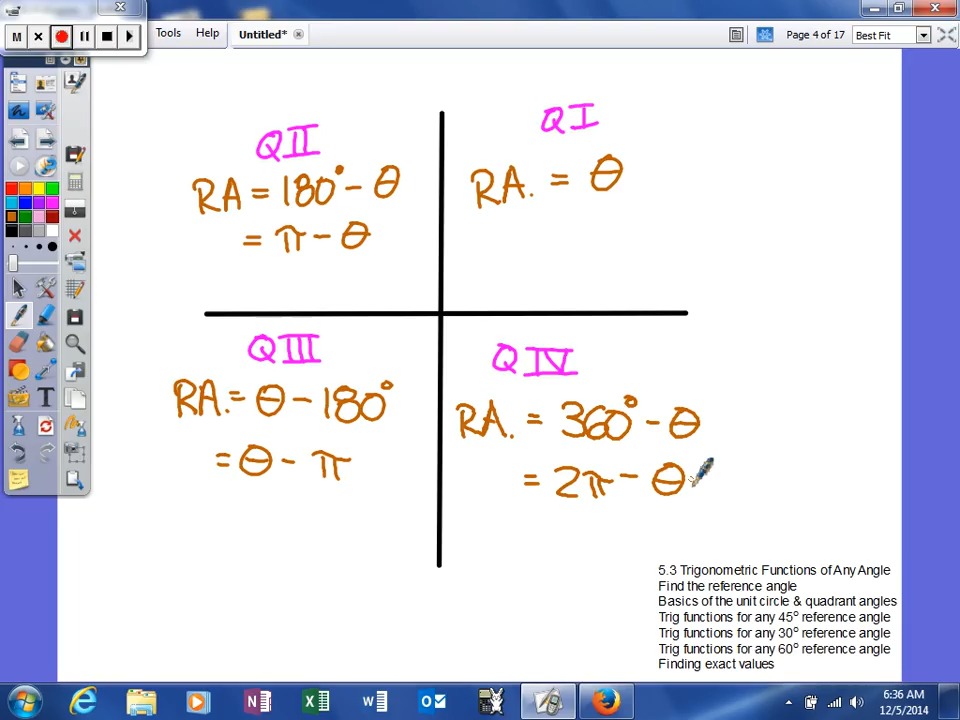 M
Tools Help Untitled* Page 4 of 17 Best Fit
QII
RA = 180° - θ
= π - θ
QI
RA. = θ
QIII
RA. = θ - 180°
= θ - π
QIV
RA. = 360° - θ
= 2π - θ
5.3 Trigonometric Functions of Any Angle
Find the reference angle
Basics of the unit circle & quadrant angles
Trig functions for any 45° reference angle
Trig functions for any 30° reference angle
Trig functions for any 60° reference angle
Finding exact values
6:36 AM
12/5/2014